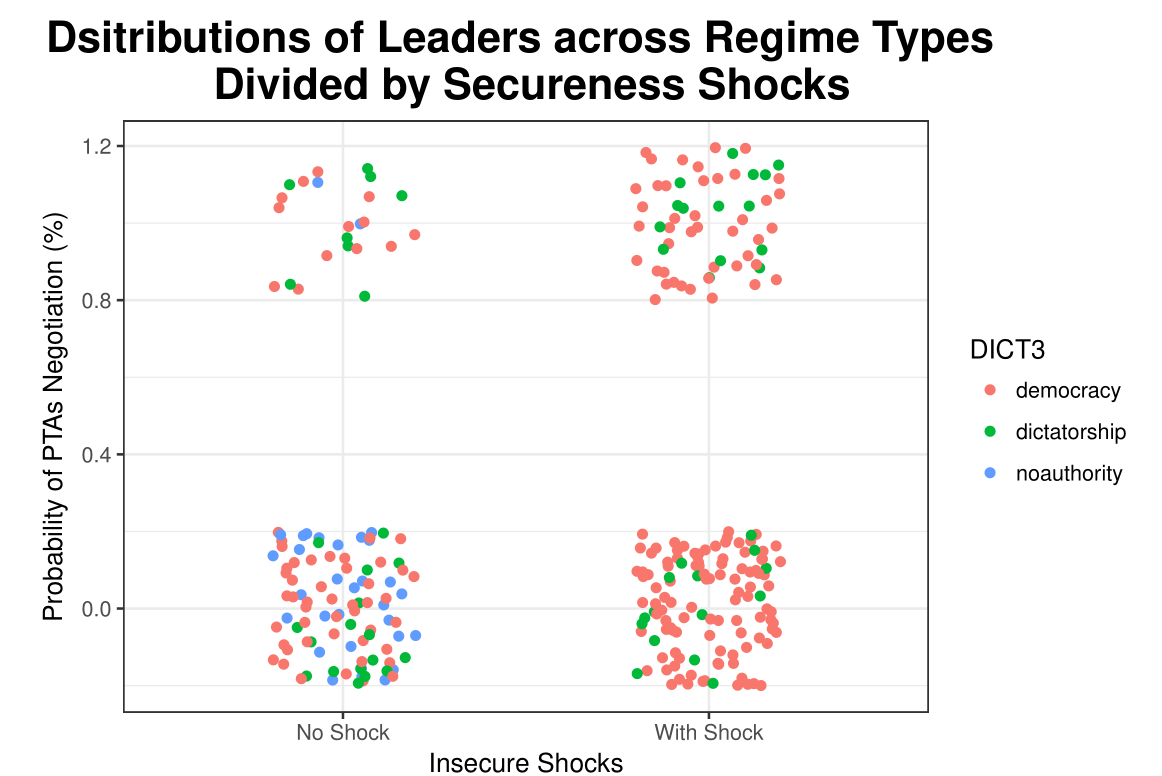 Dsitributions of Leaders across Regime Types
Divided by Secureness Shocks
Probability of PTAs Negotiation (%)
1.2
0.8
0.4
0.0
No Shock
With Shock
Insecure Shocks
DICT3
democracy
dictatorship
noauthority